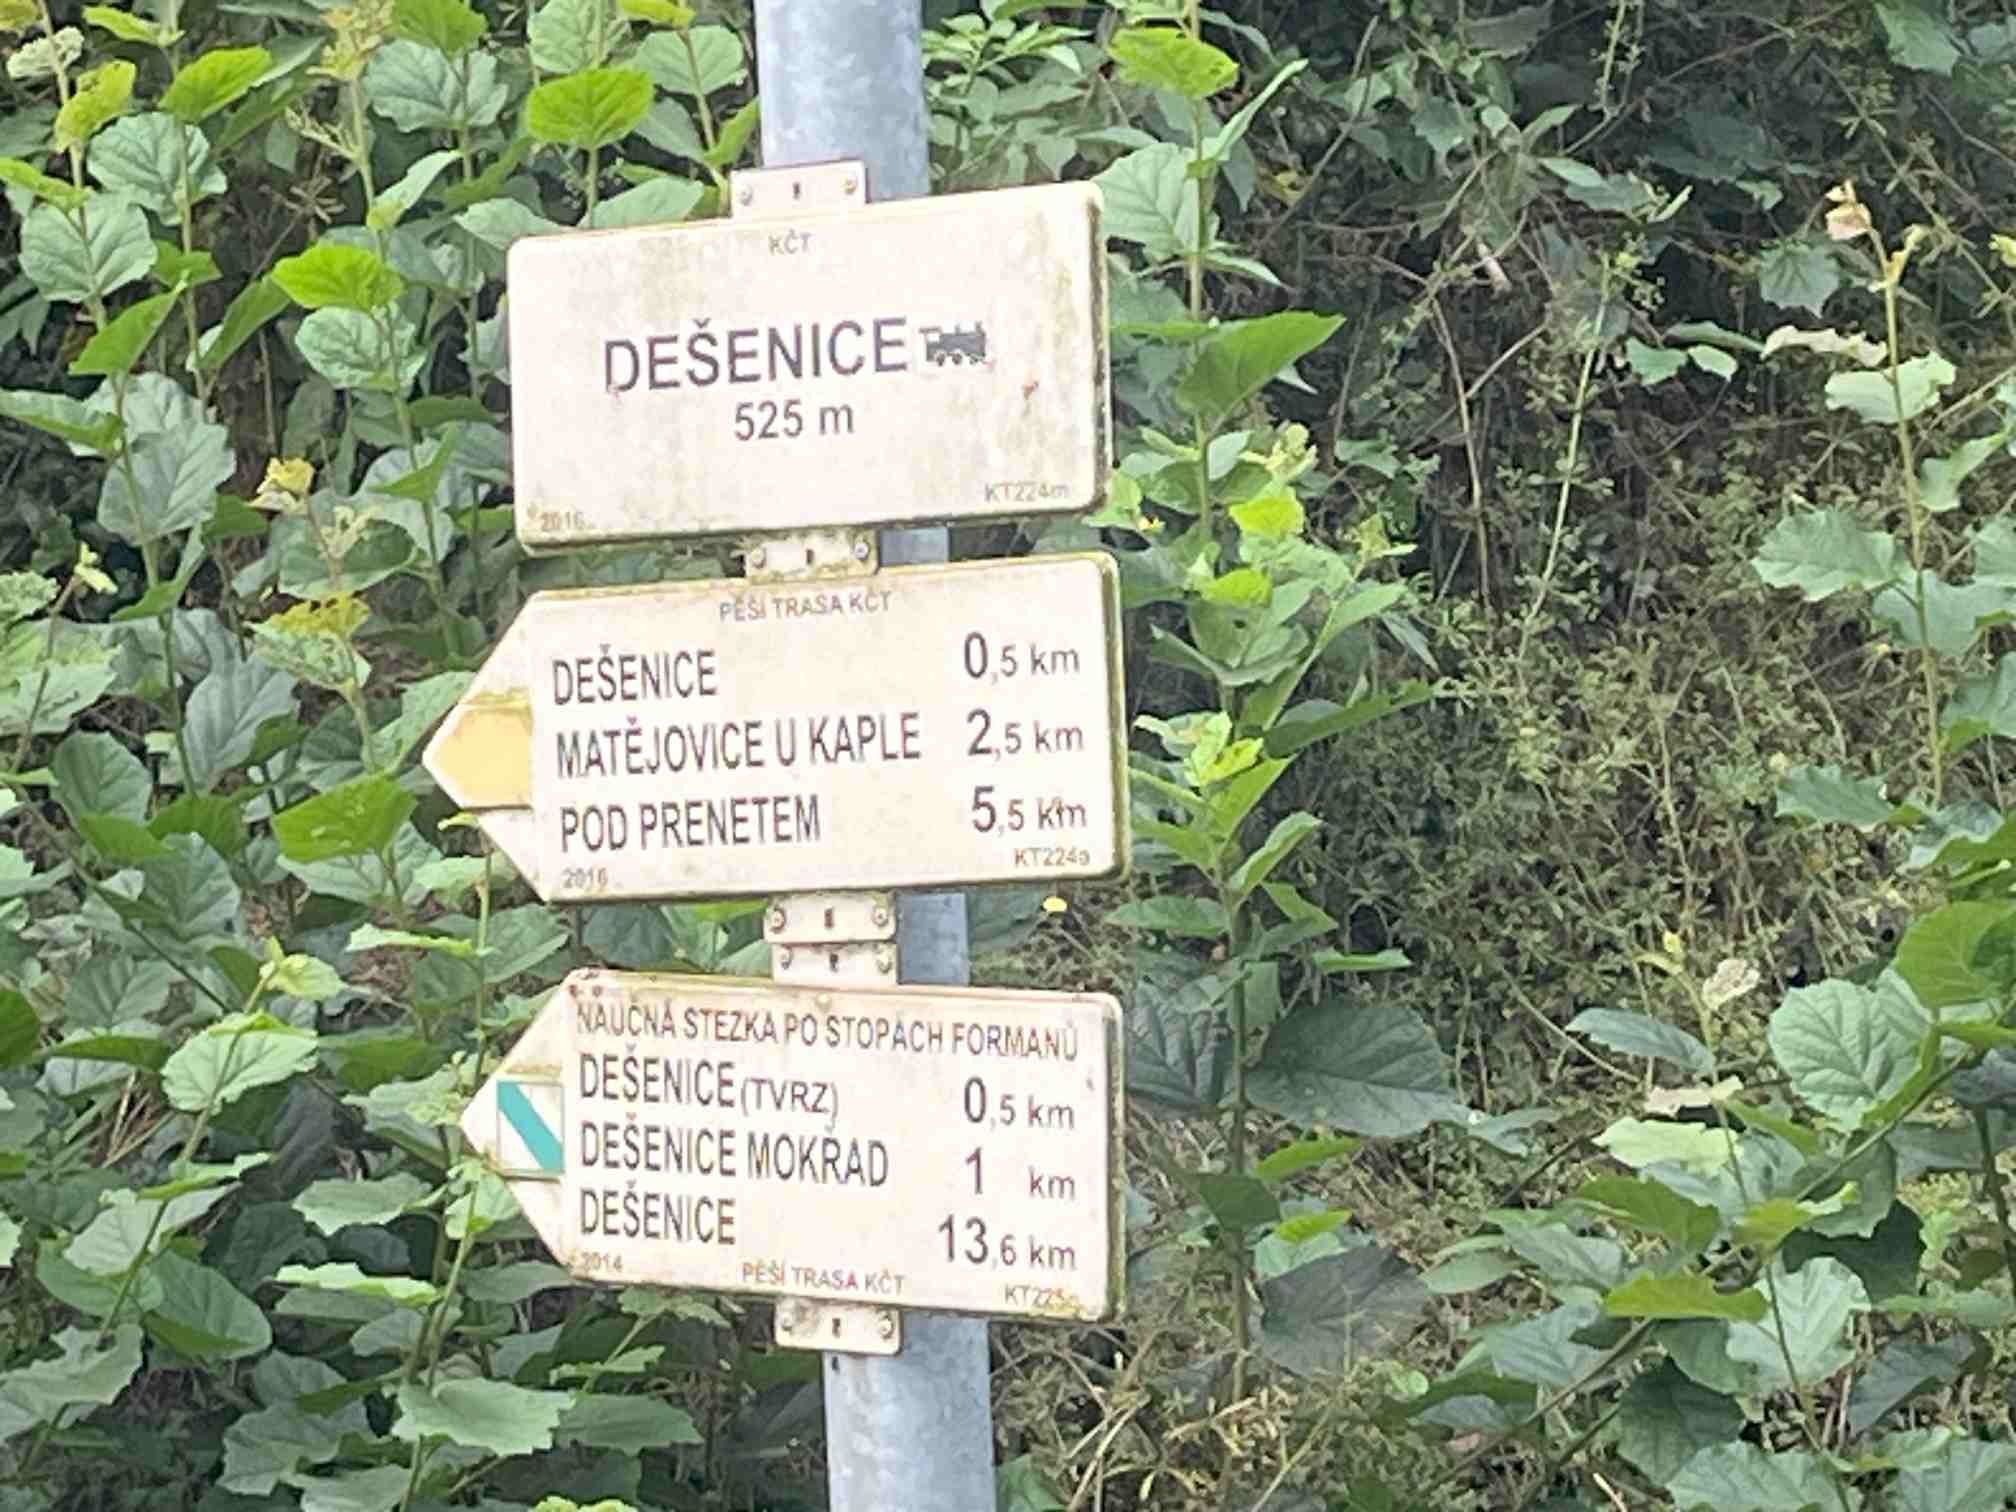 KČT
DEŠENICE
525 m
2016 KT224m
PĚŠÍ TRASA KČT
DEŠENICE 0,5 km
MATĚJOVICE U KAPLE 2,5 km
POD PRENETEM 5,5 km
2016 KT224a
NAUČNÁ STEZKA PO STOPÁCH FORMANŮ
DEŠENICE (TVRZ) 0,5 km
DEŠENICE MOKŘAD 1 km
DEŠENICE 13,6 km
2014 PĚŠÍ TRASA KČT